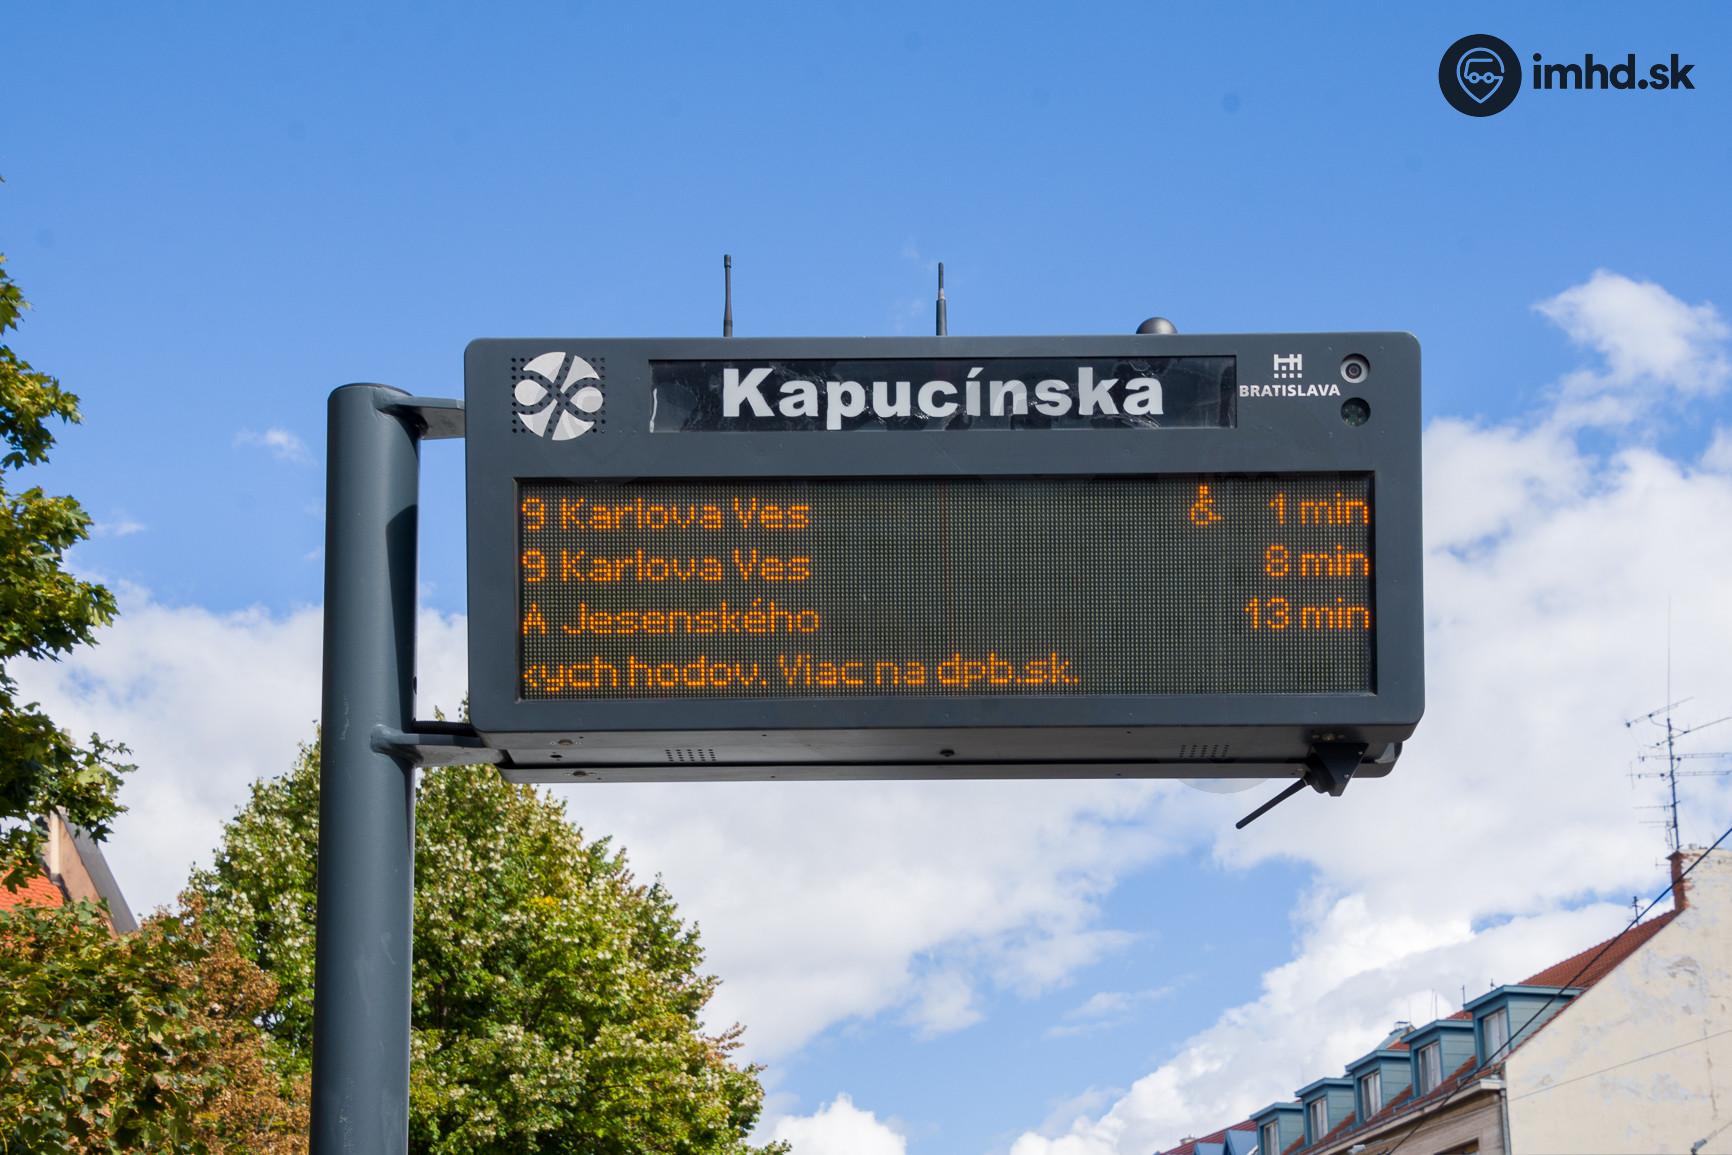 imhd.sk
Kapucínska
BRATISLAVA
9 Karlova Ves 1 min
9 Karlova Ves 8 min
A Jesenského 13 min
kych hodov. Viac na dpb.sk.